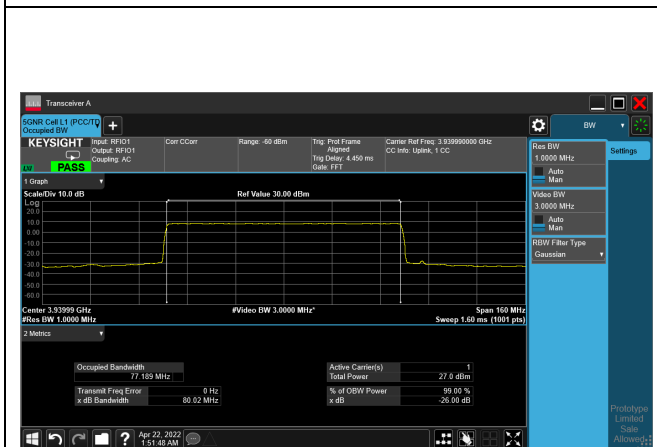 Transceiver A
5GNR Cell L1 (PCC/TD
Occupied BW
BW
KEYSIGHT
Input: RFIO1
Output: RFIO1
Coupling: AC
Corr CCorr
Range: -60 dBm
Trig: Prot Frame
Aligned
Trig Delay: 4.450 ms
Gate: FFT
Carrier Ref Freq: 3.939990000 GHz
CC Info: Uplink, 1 CC
PASS
Res BW
1.0000 MHz
Auto
Man
Video BW
3.0000 MHz
Auto
Man
RBW Filter Type
Gaussian
Settings
1 Graph
Scale/Div 10.0 dB
Ref Value 30.00 dBm
Log
20.0
10.0
0.00
-10.0
-20.0
-30.0
-40.0
-50.0
-60.0
Center 3.93999 GHz
#Video BW 3.0000 MHz*
Span 160 MHz
#Res BW 1.0000 MHz
Sweep 1.60 ms (1001 pts)
2 Metrics
Occupied Bandwidth
77.189 MHz
Active Carrier(s) 1
Total Power 27.0 dBm
Transmit Freq Error 0 Hz
x dB Bandwidth 80.02 MHz
% of OBW Power 99.00 %
x dB -26.00 dB
Prototype
Limited
Sale
Allowed
Apr 22, 2022
1:51:48 AM